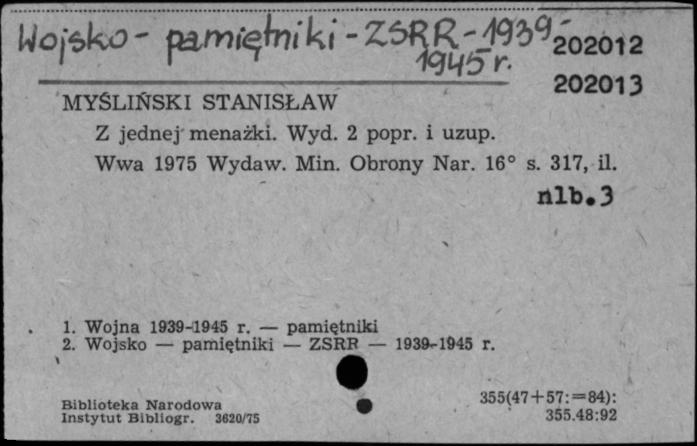 Wojsko - pamiętniki - ZSRR - 1939-
1945 r.
202012
202013
MYŚLIŃSKI STANISŁAW
Z jednej menażki. Wyd. 2 popr. i uzup.
Wwa 1975 Wydaw. Min. Obrony Nar. 16° s. 317, il.
nlb.3
1. Wojna 1939-1945 r. — pamiętniki
2. Wojsko — pamiętniki — ZSRR — 1939-1945 r.
Biblioteka Narodowa
Instytut Bibliogr. 3620/75
355(47+57:=84):
355.48:92